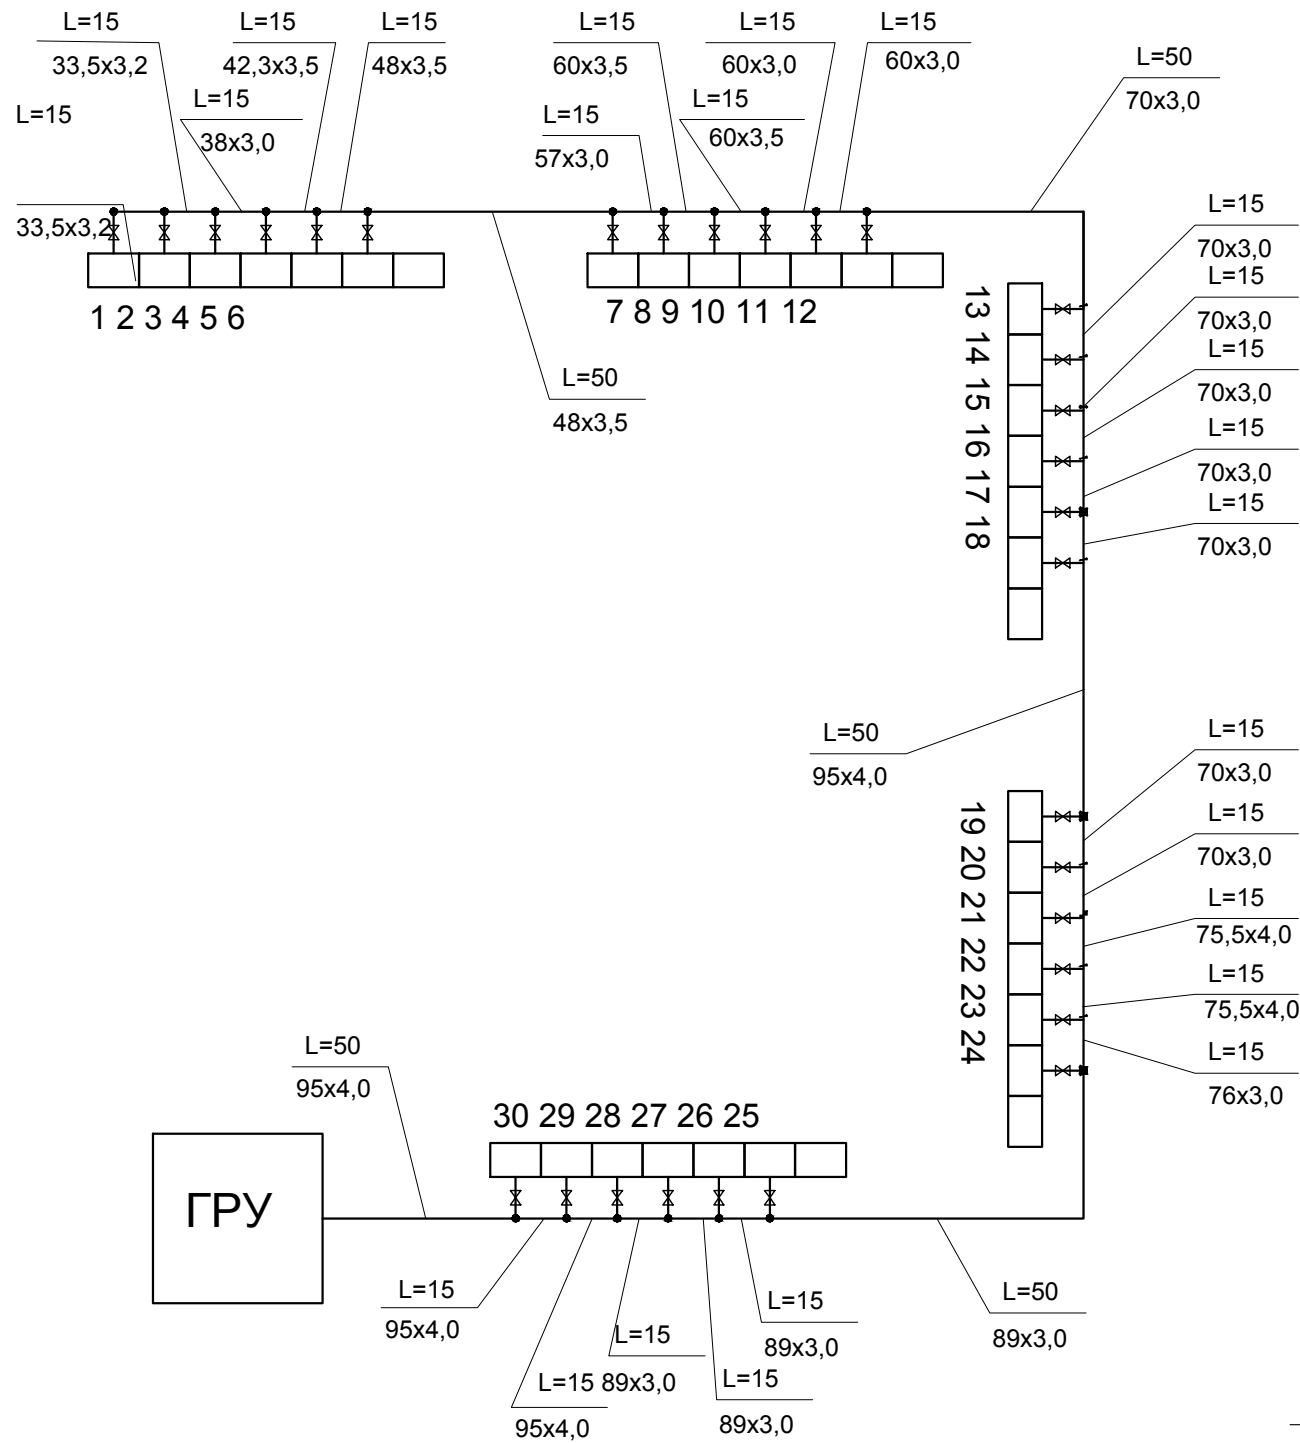 L=15
33,5x3,2
L=15
42,3x3,5
L=15
48x3,5
L=15
60x3,5
L=15
60x3,0
L=15
60x3,0
L=50
70x3,0
L=15
33,5x3,2
L=15
38x3,0
L=15
57x3,0
L=15
60x3,5
1 2 3 4 5 6
7 8 9 10 11 12
L=50
48x3,5
13 14 15 16 17 18
L=15
70x3,0
L=15
70x3,0
L=15
70x3,0
L=15
70x3,0
L=15
70x3,0
L=50
95x4,0
19 20 21 22 23 24
L=15
70x3,0
L=15
70x3,0
L=15
75,5x4,0
L=15
75,5x4,0
L=15
76x3,0
L=50
95x4,0
30 29 28 27 26 25
ГРУ
L=15
95x4,0
L=15
95x4,0
L=15
89x3,0
L=15
89x3,0
L=15
89x3,0
L=50
89x3,0